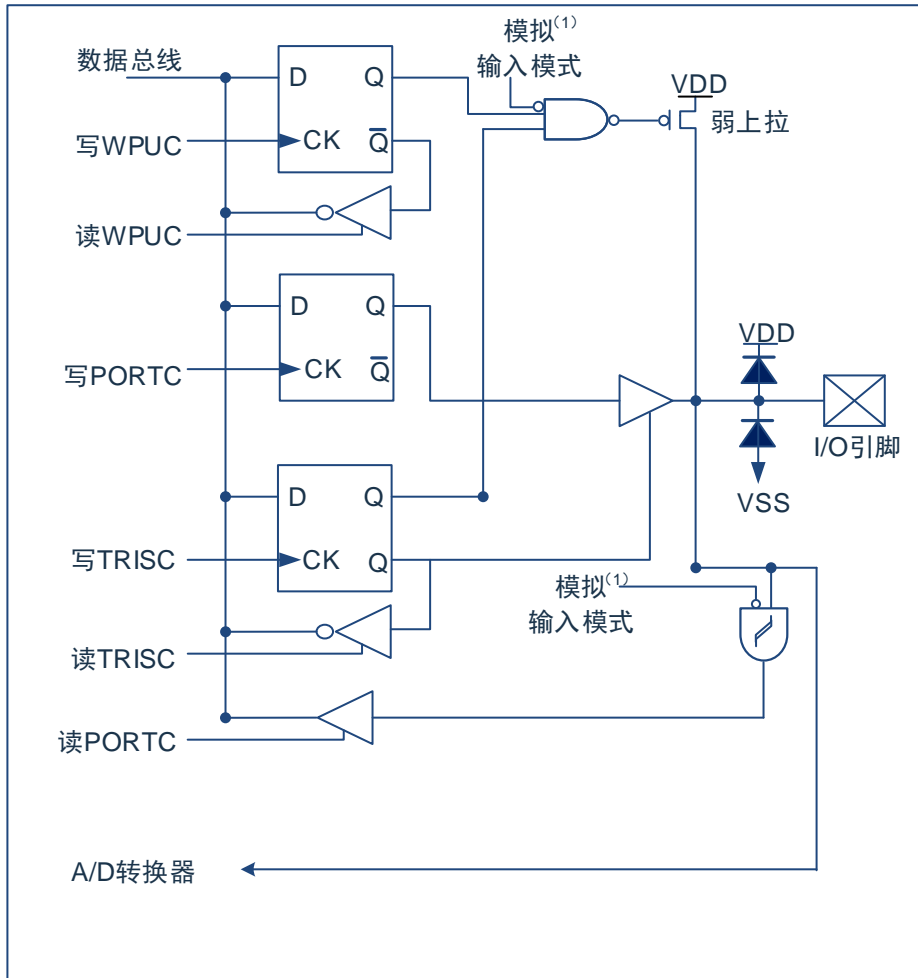 数据总线
D
Q
模拟(1)
输入模式
VDD
弱上拉
写WPUC
CK
Q̅
读WPUC
D
Q
VDD
写PORTC
CK
Q̅
I/O引脚
D
Q
VSS
写TRISC
CK
Q
模拟(1)
输入模式
读TRISC
读PORTC
A/D转换器